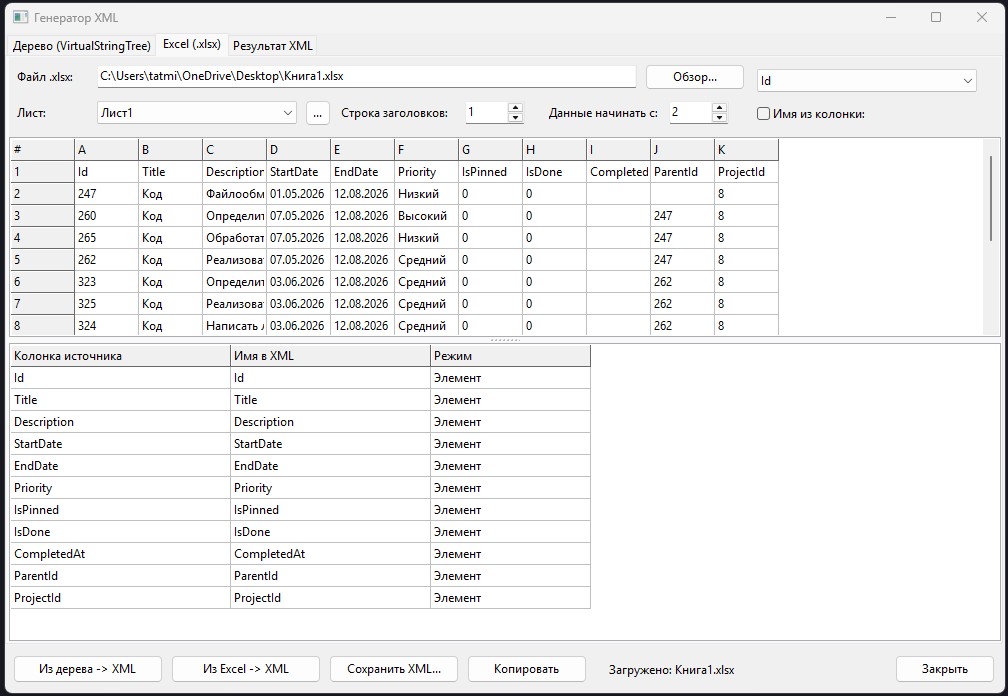 Генератор XML
Дерево (VirtualStringTree) Excel (.xlsx) Результат XML
Файл .xlsx: C:\Users\tatmi\OneDrive\Desktop\Книга1.xlsx Обзор... Id
Лист: Лист1 ... Строка заголовков: 1 Данные начинать с: 2 Имя из колонки:
# A B C D E F G H I J K
1 Id Title Description StartDate EndDate Priority IsPinned IsDone Completed ParentId ProjectId
2 247 Код Файлообм 01.05.2026 12.08.2026 Низкий 0 0 8
3 260 Код Определит 07.05.2026 12.08.2026 Высокий 0 0 247 8
4 265 Код Обработат 07.05.2026 12.08.2026 Низкий 0 0 247 8
5 262 Код Реализова 07.05.2026 12.08.2026 Средний 0 0 247 8
6 323 Код Определит 03.06.2026 12.08.2026 Средний 0 0 262 8
7 325 Код Реализова 03.06.2026 12.08.2026 Средний 0 0 262 8
8 324 Код Написать 03.06.2026 12.08.2026 Средний 0 0 262 8
Колонка источника Имя в XML Режим
Id Id Элемент
Title Title Элемент
Description Description Элемент
StartDate StartDate Элемент
EndDate EndDate Элемент
Priority Priority Элемент
IsPinned IsPinned Элемент
IsDone IsDone Элемент
CompletedAt CompletedAt Элемент
ParentId ParentId Элемент
ProjectId ProjectId Элемент
Из дерева -> XML Из Excel -> XML Сохранить XML... Копировать Загружено: Книга1.xlsx Закрыть